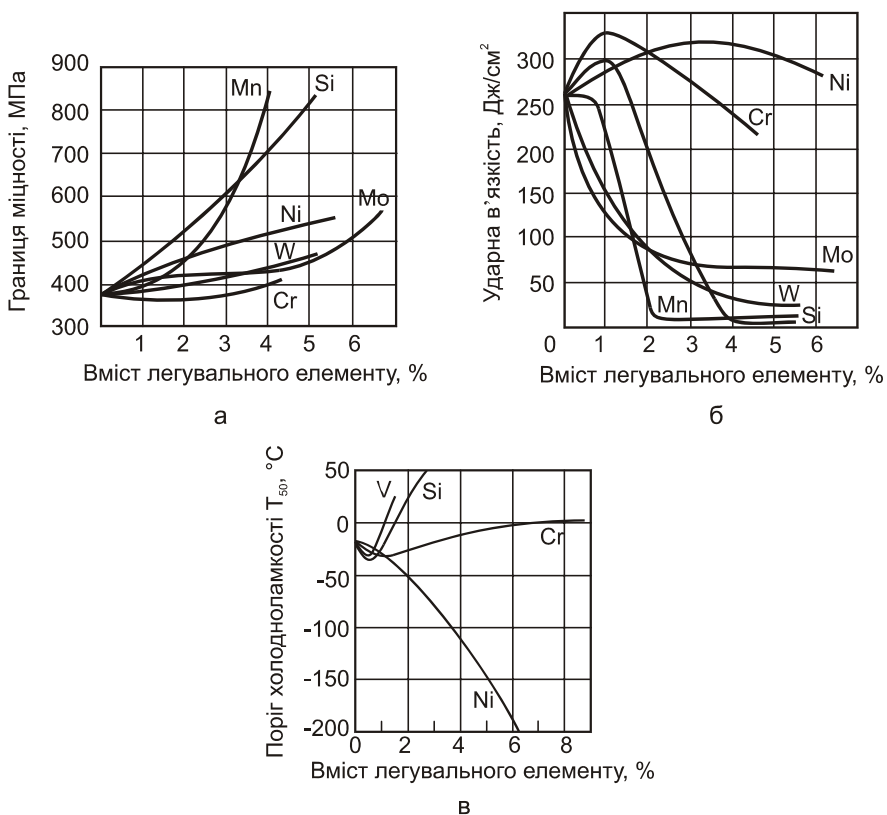 Границя міцності, МПа
900
800
700
600
500
400
300
Mn
Si
Ni
Mo
W
Cr
1 2 3 4 5 6
Вміст легувального елементу, %
а
Ударна в’язкість, Дж/см²
300
250
200
150
100
50
Ni
Cr
Mo
W
Mn
Si
0 1 2 3 4 5 6
Вміст легувального елементу, %
б
Поріг холодноламкості T₅₀, °C
50
0
-50
-100
-150
-200
V
Si
Cr
Ni
0 2 4 6 8
Вміст легувального елементу, %
в